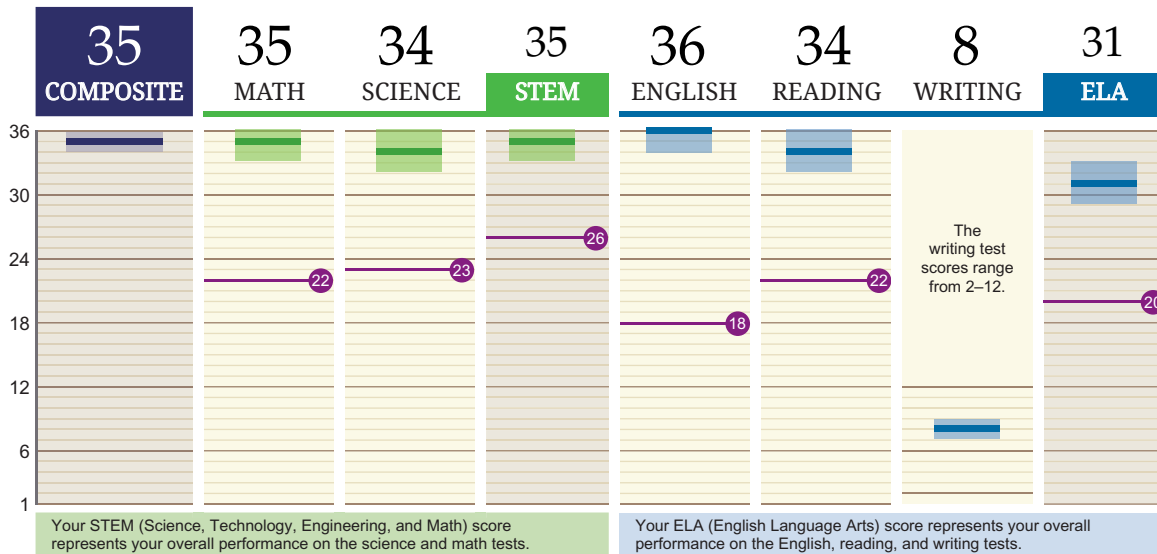 35 35 34 35 36 34 8 31
COMPOSITE MATH SCIENCE STEM ENGLISH READING WRITING ELA
36
30
24
18
12
6
1
22
23
26
18
22
The
writing test
scores range
from 2–12.
20
Your STEM (Science, Technology, Engineering, and Math) score
represents your overall performance on the science and math tests.
Your ELA (English Language Arts) score represents your overall
performance on the English, reading, and writing tests.